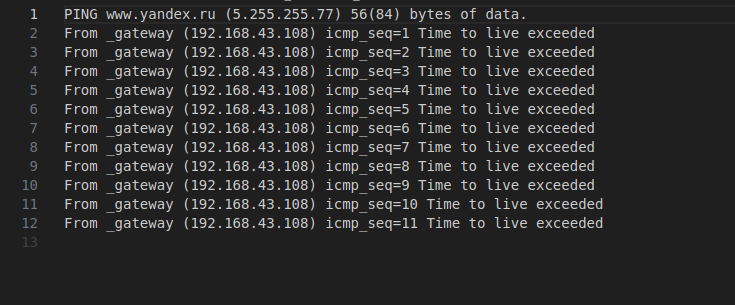 1 PING www.yandex.ru (5.255.255.77) 56(84) bytes of data.
2 From _gateway (192.168.43.108) icmp_seq=1 Time to live exceeded
3 From _gateway (192.168.43.108) icmp_seq=2 Time to live exceeded
4 From _gateway (192.168.43.108) icmp_seq=3 Time to live exceeded
5 From _gateway (192.168.43.108) icmp_seq=4 Time to live exceeded
6 From _gateway (192.168.43.108) icmp_seq=5 Time to live exceeded
7 From _gateway (192.168.43.108) icmp_seq=6 Time to live exceeded
8 From _gateway (192.168.43.108) icmp_seq=7 Time to live exceeded
9 From _gateway (192.168.43.108) icmp_seq=8 Time to live exceeded
10 From _gateway (192.168.43.108) icmp_seq=9 Time to live exceeded
11 From _gateway (192.168.43.108) icmp_seq=10 Time to live exceeded
12 From _gateway (192.168.43.108) icmp_seq=11 Time to live exceeded
13